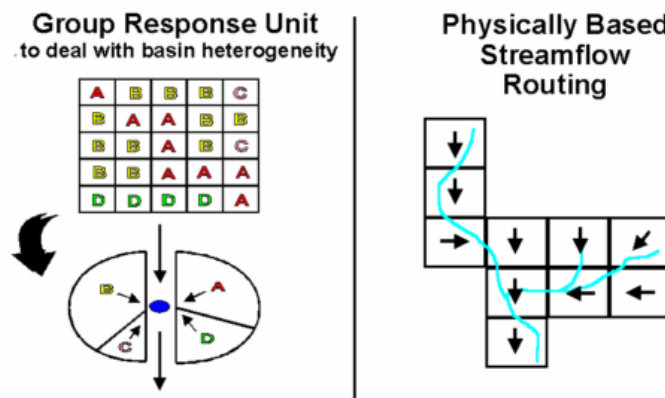 Group Response Unit
to deal with basin heterogeneity
A B B B C
B A A B B
B B A B C
B B A A A
D D D D A
B A
C D
Physically Based
Streamflow
Routing